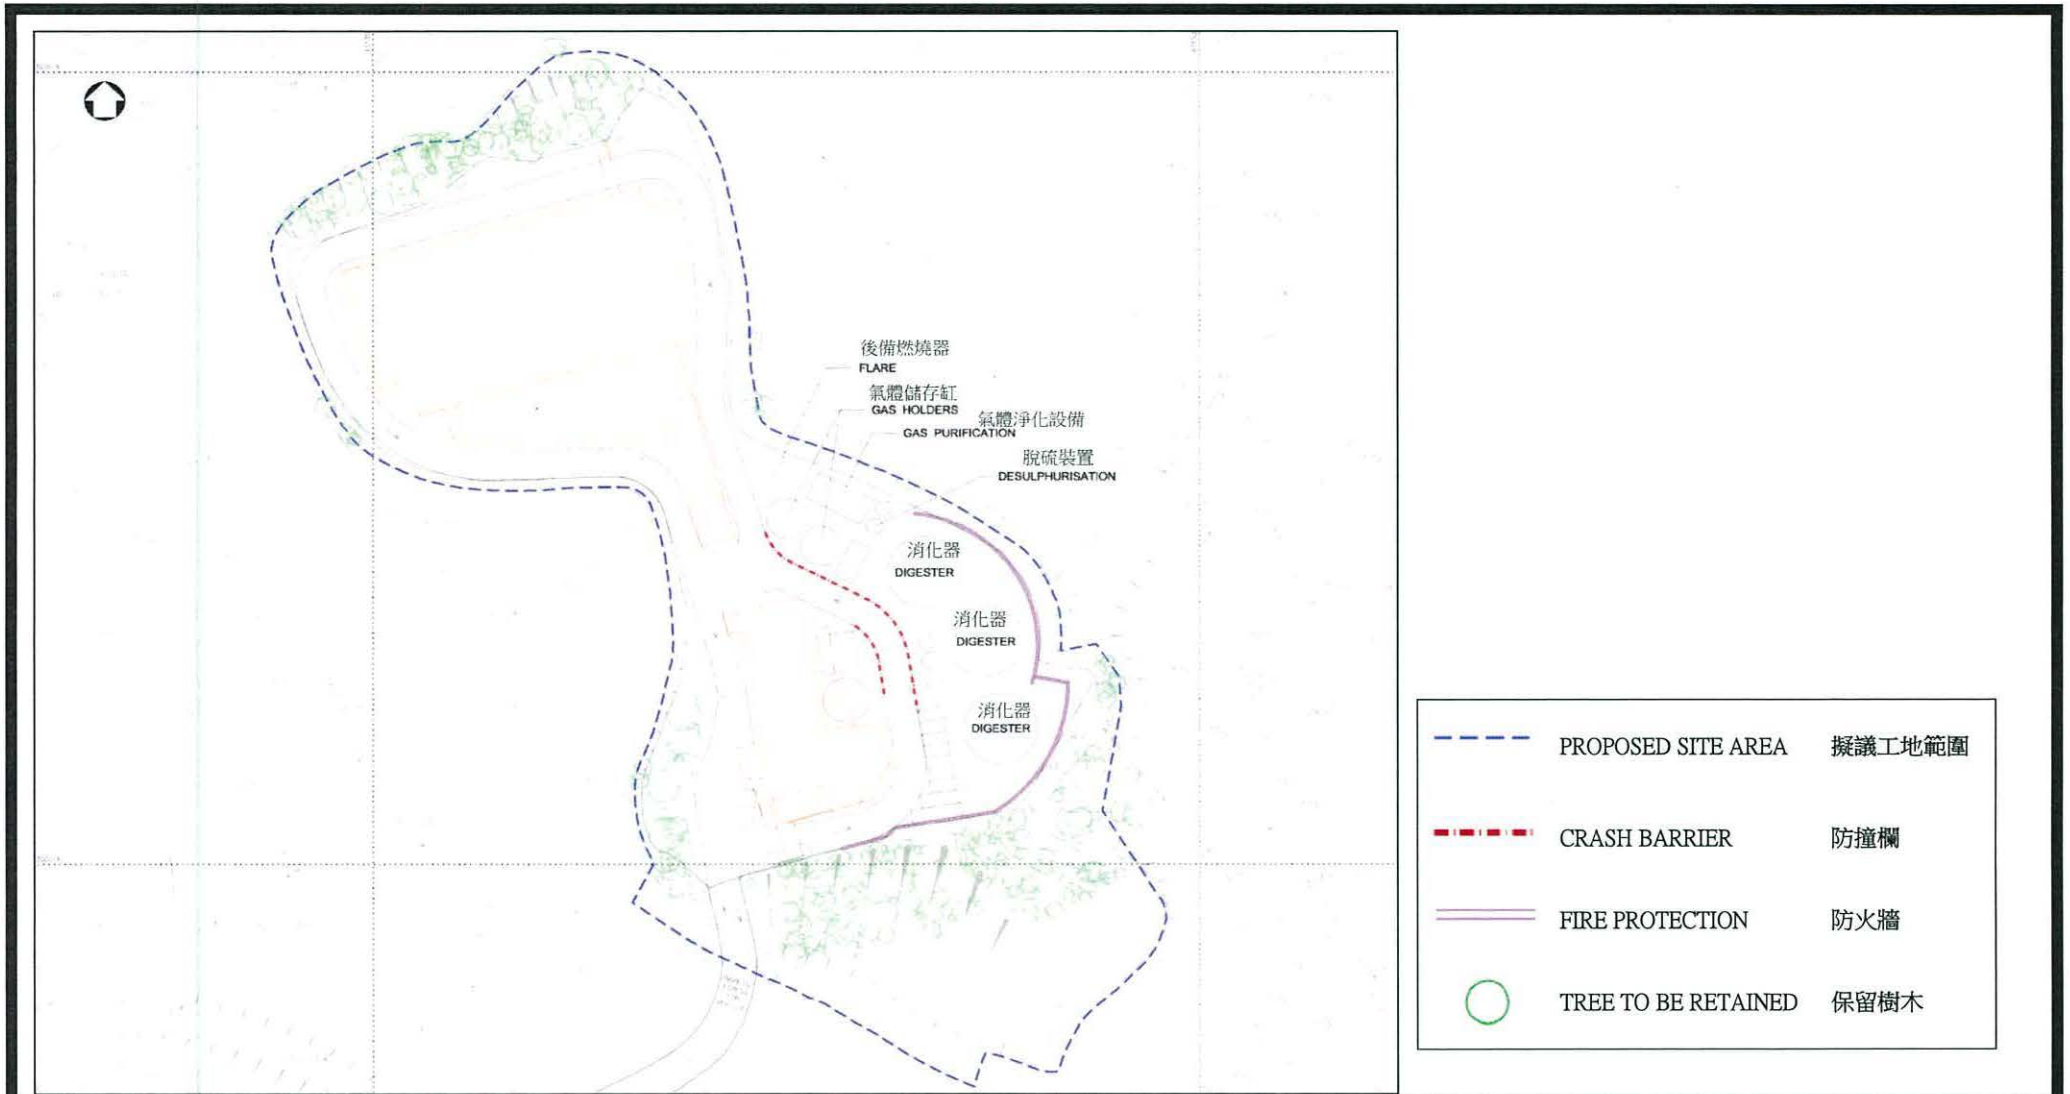 後備燃燒器
FLARE
氣體儲存缸
GAS HOLDERS
氣體淨化設備
GAS PURIFICATION
脫硫裝置
DESULPHURISATION
消化器
DIGESTER
消化器
DIGESTER
消化器
DIGESTER
PROPOSED SITE AREA 擬議工地範圍
CRASH BARRIER 防撞欄
FIRE PROTECTION 防火牆
TREE TO BE RETAINED 保留樹木